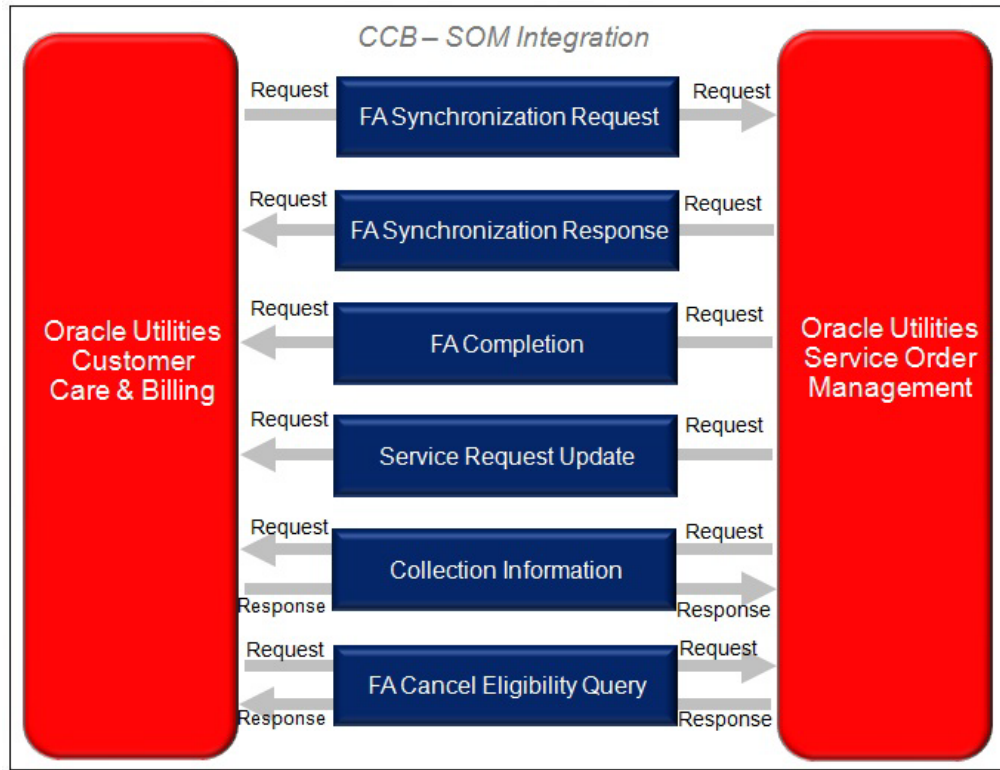 CCB – SOM Integration
Request
Request
FA Synchronization Request
Request
Request
FA Synchronization Response
Request
Request
FA Completion
Oracle Utilities
Customer
Care & Billing
Oracle Utilities
Service Order
Management
Request
Request
Service Request Update
Request
Request
Collection Information
Response
Response
Request
Request
FA Cancel Eligibility Query
Response
Response